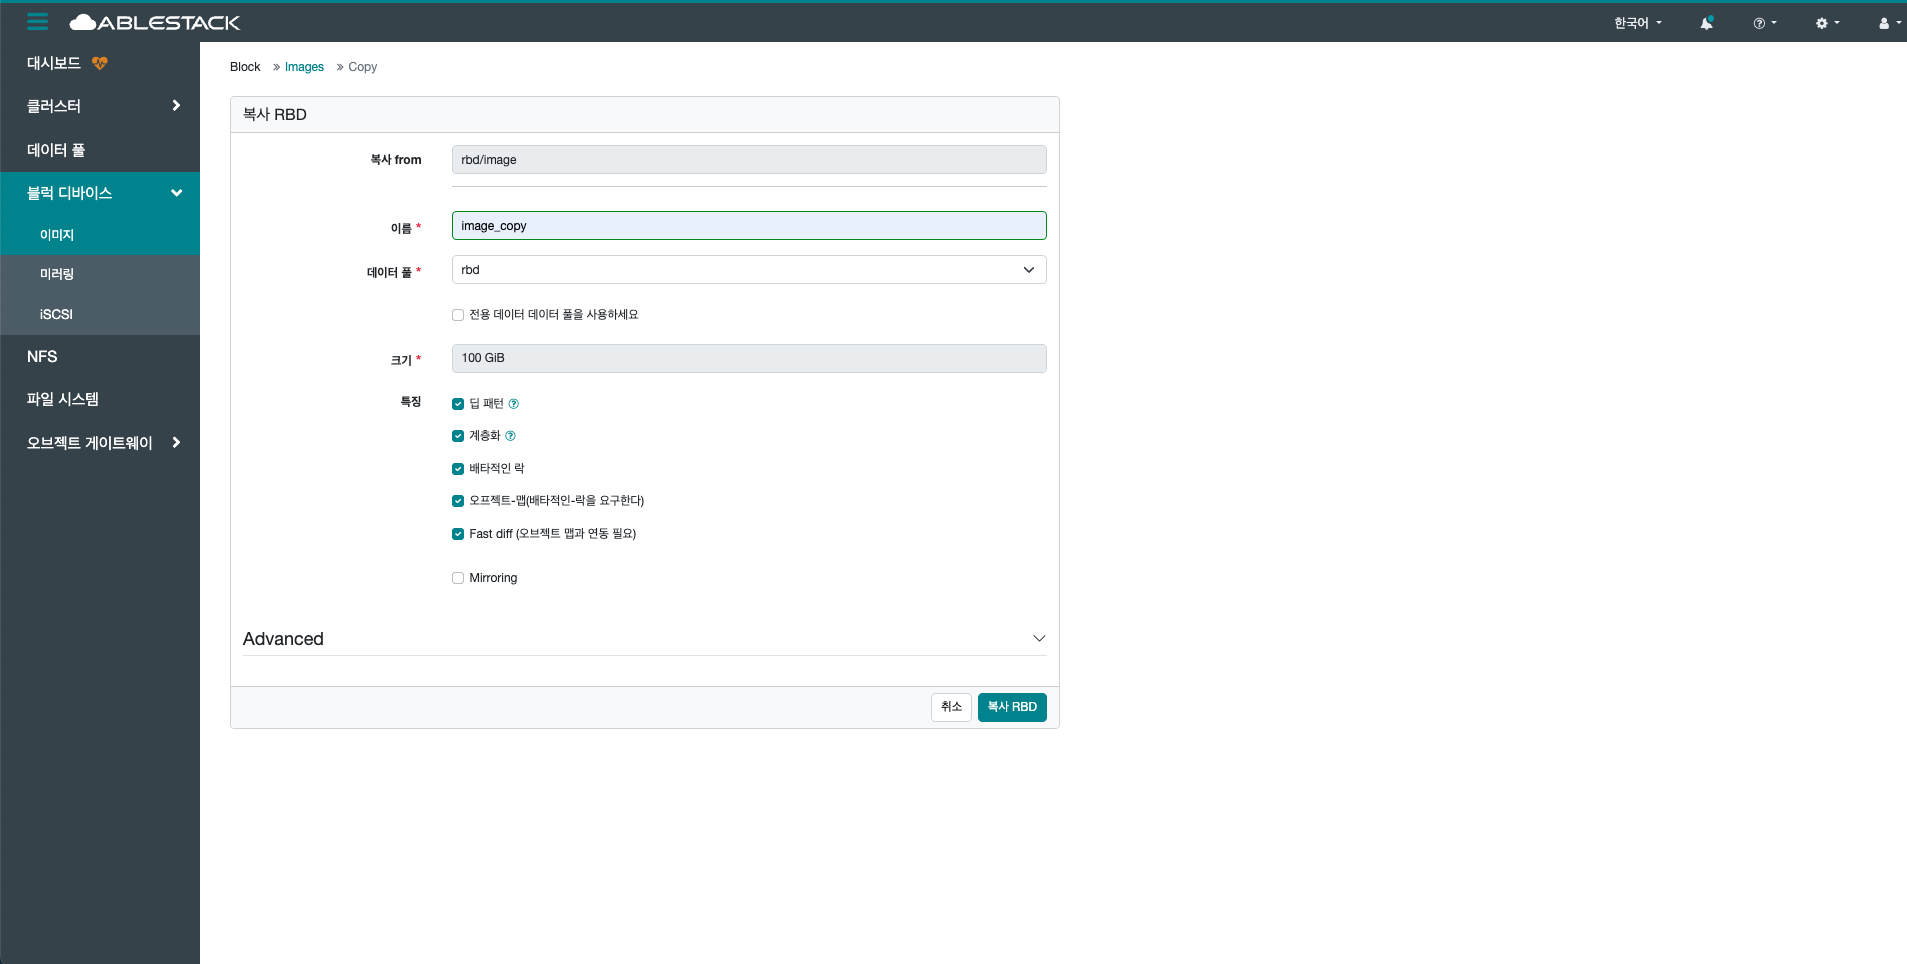 ABLESTACK
한국어
대시보드
클러스터
데이터 풀
블럭 디바이스
이미지
미러링
iSCSI
NFS
파일 시스템
오브젝트 게이트웨이
Block » Images » Copy
복사 RBD
복사 from
rbd/image
이름 *
image_copy
데이터 풀 *
rbd
전용 데이터 데이터 풀을 사용하세요
크기 *
100 GiB
특징
딥 패턴
계층화
배타적인 락
오프젝트-맵(배타적인-락을 요구한다)
Fast diff (오브젝트 맵과 연동 필요)
Mirroring
Advanced
취소
복사 RBD